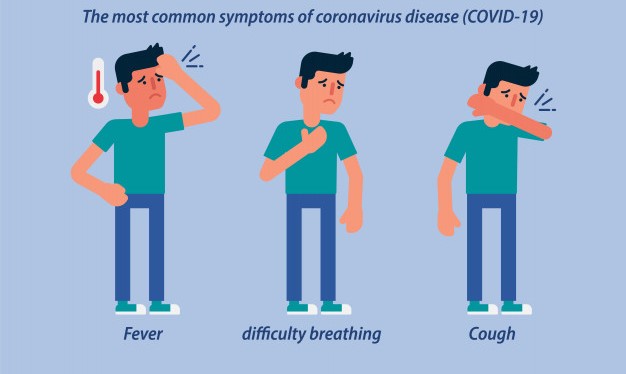 The most common symptoms of coronavirus disease (COVID-19)
Fever
difficulty breathing
Cough